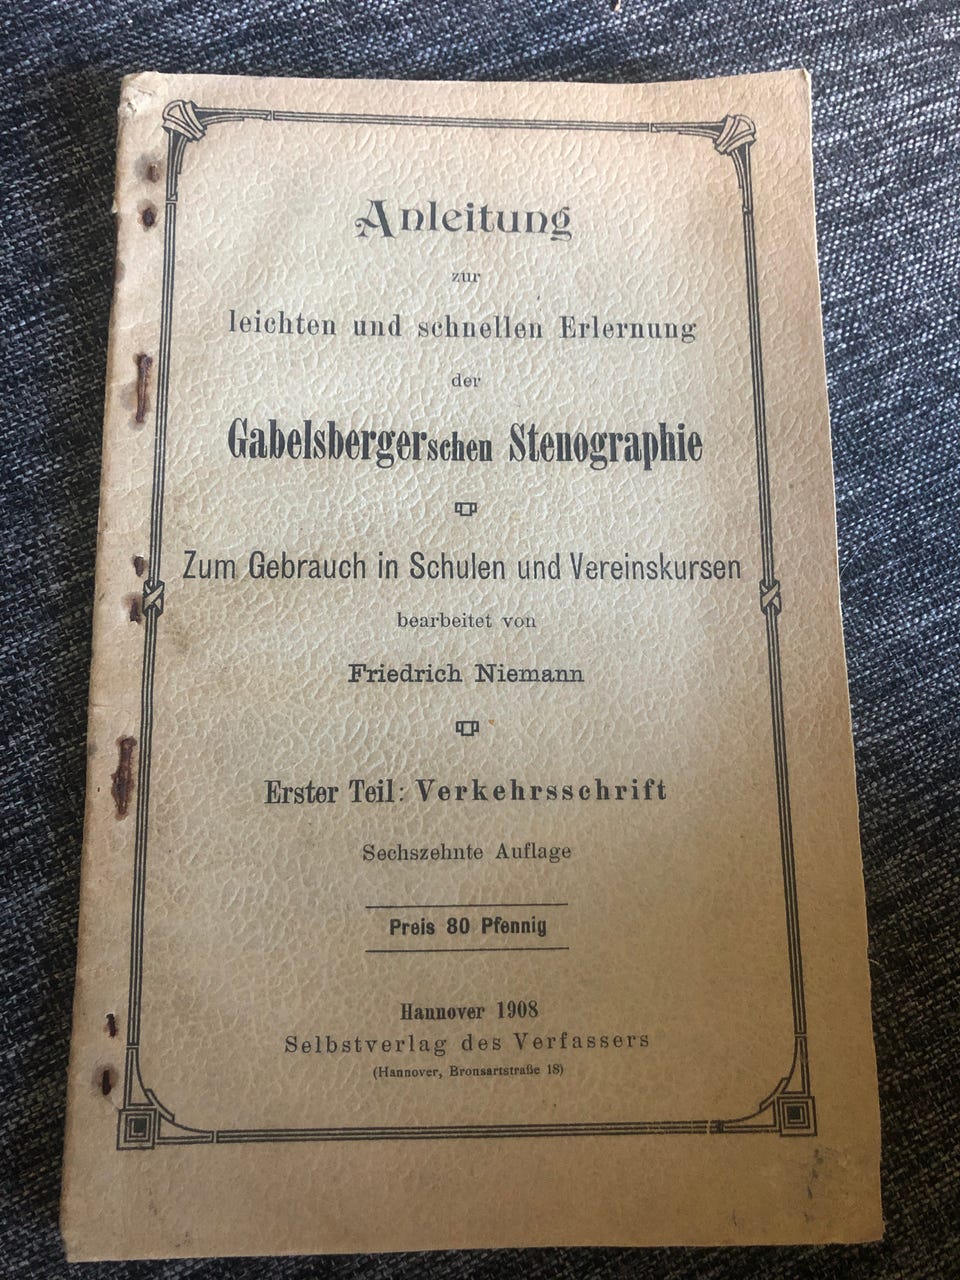 Anleitung
zur
leichten und schnellen Erlernung
der
Gabelsbergerschen Stenographie
Zum Gebrauch in Schulen und Vereinskursen
bearbeitet von
Friedrich Niemann
Erster Teil: Verkehrsschrift
Sechszehnte Auflage
Preis 80 Pfennig
Hannover 1908
Selbstverlag des Verfassers
(Hannover, Bronsartstraße 18)